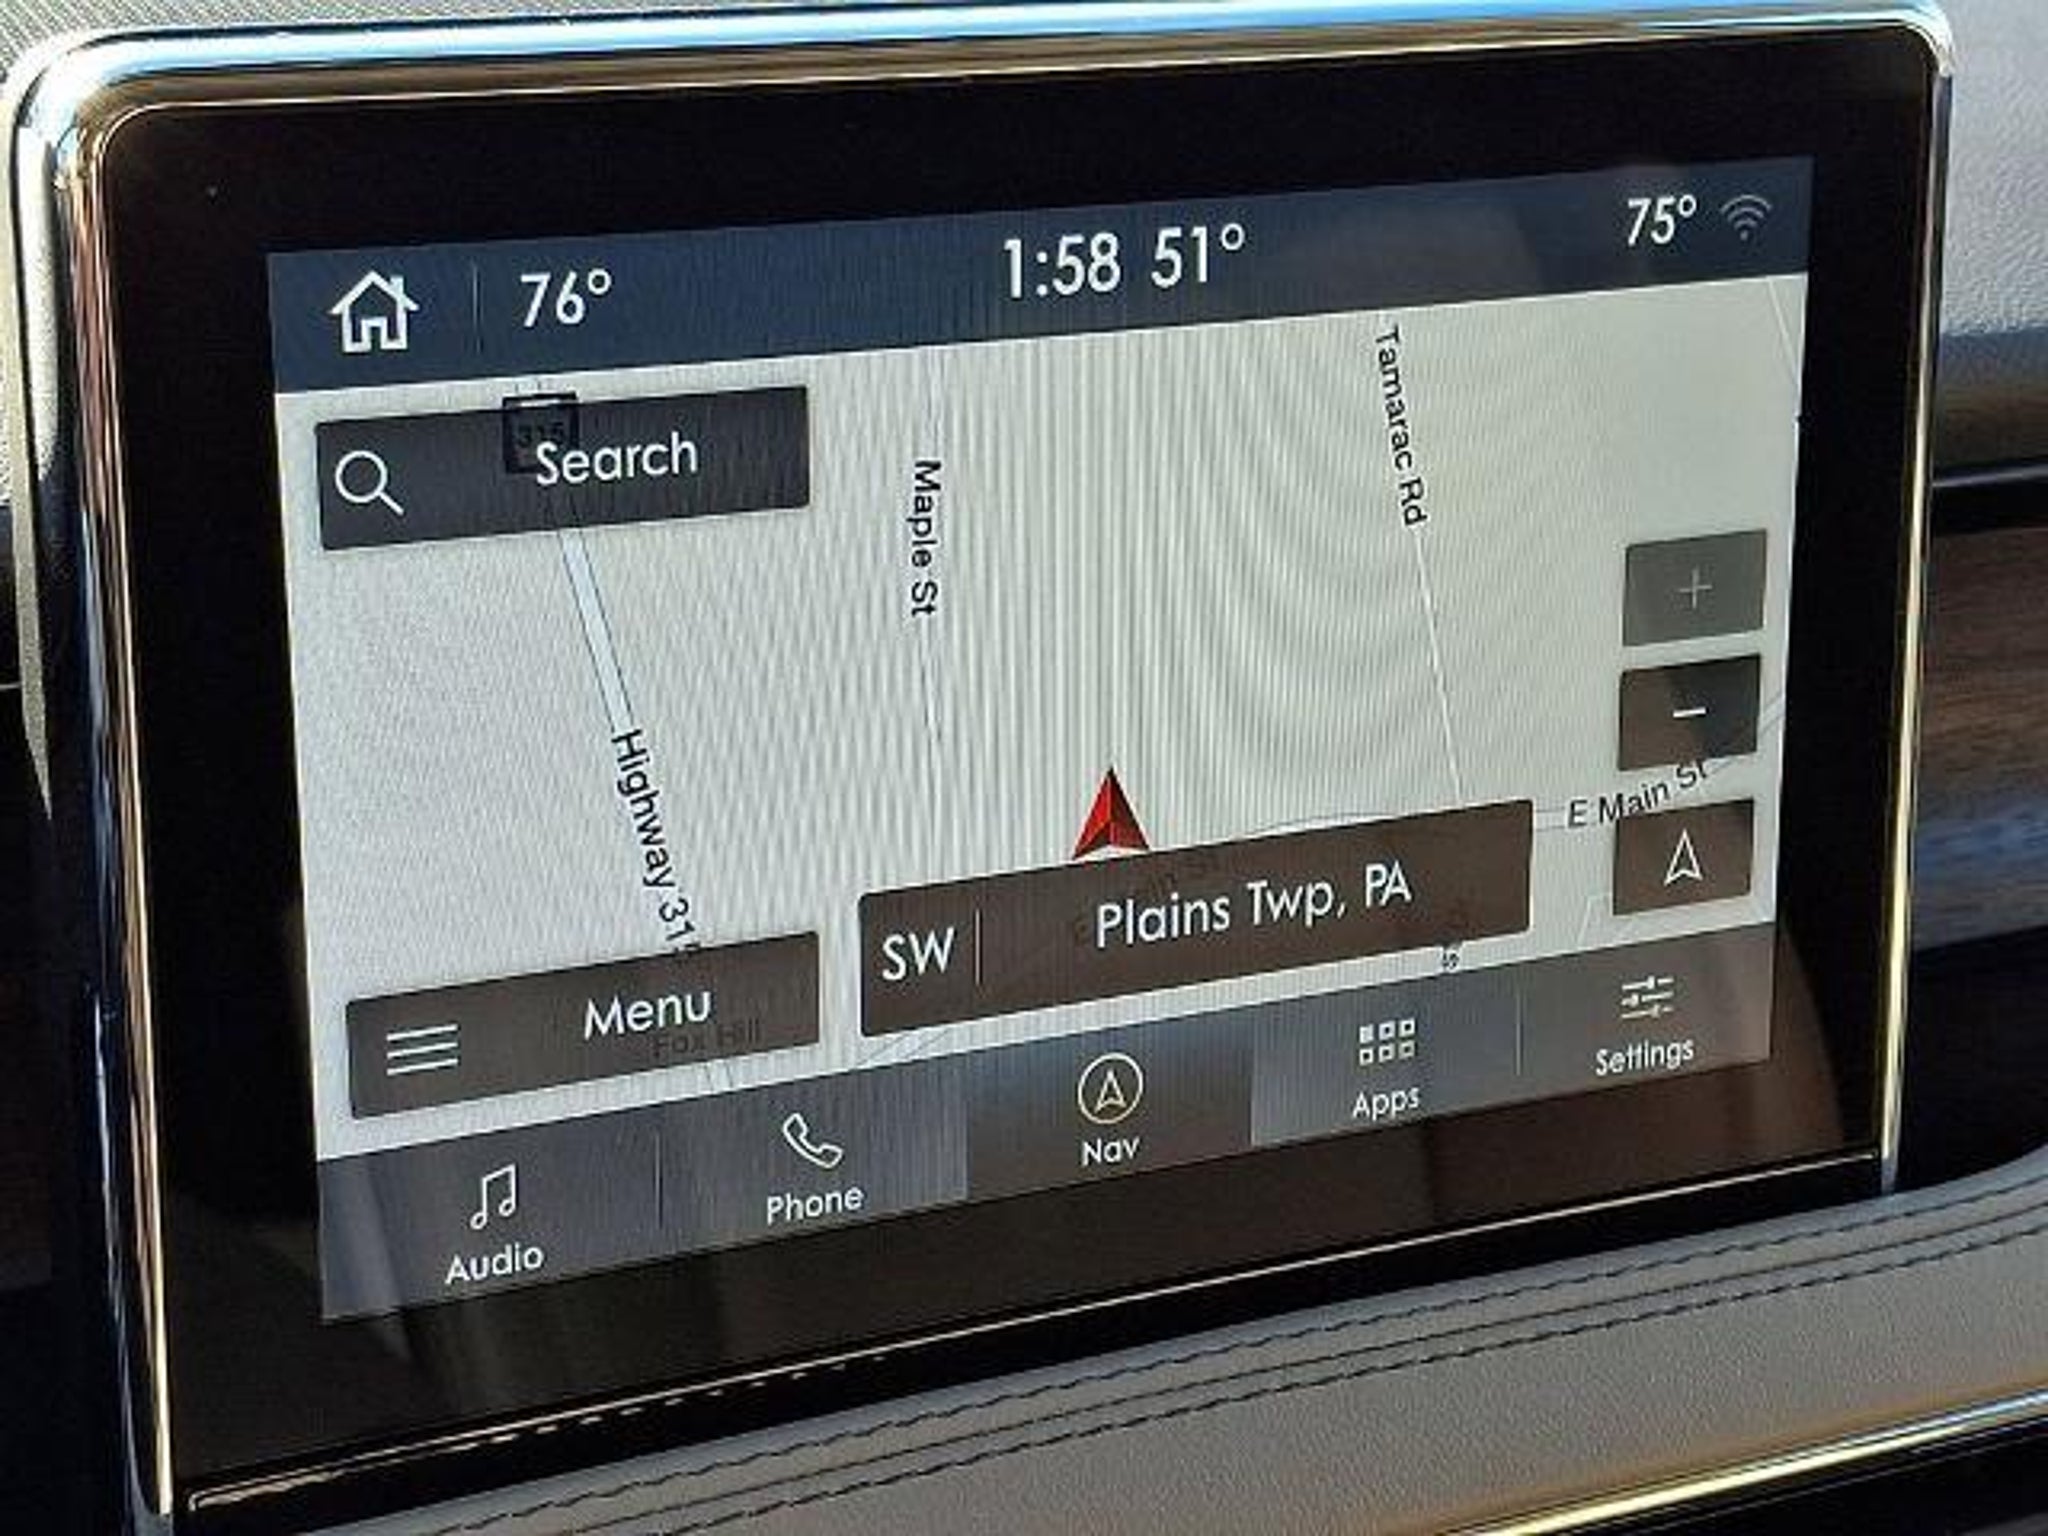 76° 1:58 51° 75°
315
Search
Tamarac Rd
Maple St
+
-
E Main St
Highway 31
SW Plains Twp, PA
Menu
Fox Hill
Audio
Phone
Nav
Apps
Settings